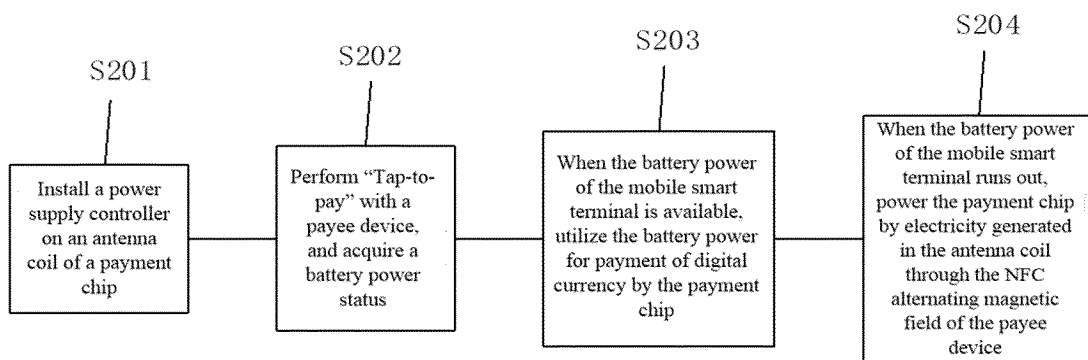 S201
Install a power
supply controller
on an antenna
coil of a payment
chip
S202
Perform “Tap-to-
pay” with a
payee device,
and acquire a
battery power
status
S203
When the battery power
of the mobile smart
terminal is available,
utilize the battery power
for payment of digital
currency by the payment
chip
S204
When the battery power
of the mobile smart
terminal runs out,
power the payment chip
by electricity generated
in the antenna coil
through the NFC
alternating magnetic
field of the payee
device